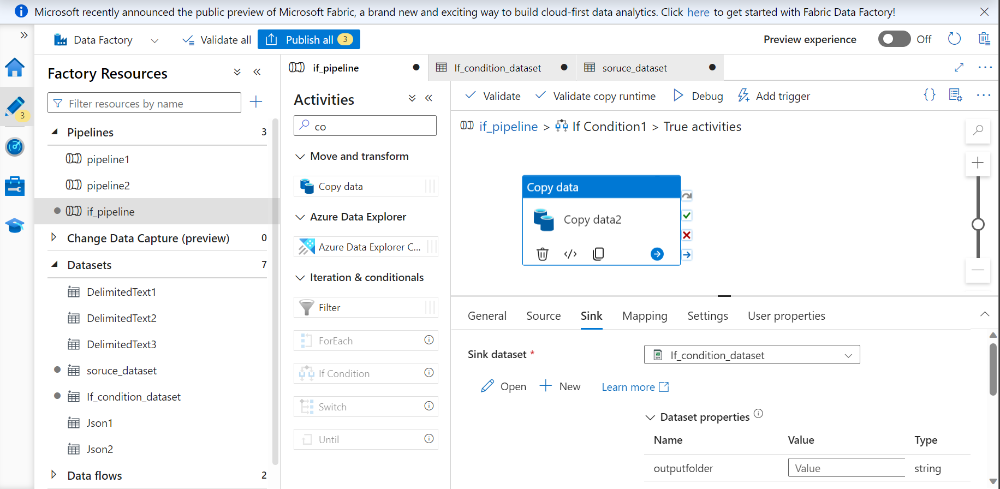 Microsoft recently announced the public preview of Microsoft Fabric, a brand new and exciting way to build cloud-first data analytics. Click here to get started with Fabric Data Factory!
Data Factory
Validate all
Publish all 3
Preview experience
Off
3
Factory Resources
Filter resources by name
Pipelines 3
pipeline1
pipeline2
if_pipeline
Change Data Capture (preview) 0
Datasets 7
DelimitedText1
DelimitedText2
DelimitedText3
soruce_dataset
If_condition_dataset
Json1
Json2
Data flows 2
if_pipeline
If_condition_dataset
soruce_dataset
Activities
co
Move and transform
Copy data
Azure Data Explorer
Azure Data Explorer C...
Iteration & conditionals
Filter
ForEach
If Condition
Switch
Until
Validate
Validate copy runtime
Debug
Add trigger
if_pipeline > If Condition1 > True activities
Copy data
Copy data2
General
Source
Sink
Mapping
Settings
User properties
Sink dataset *
If_condition_dataset
Open
New
Learn more
Dataset properties
Name Value Type
outputfolder Value string